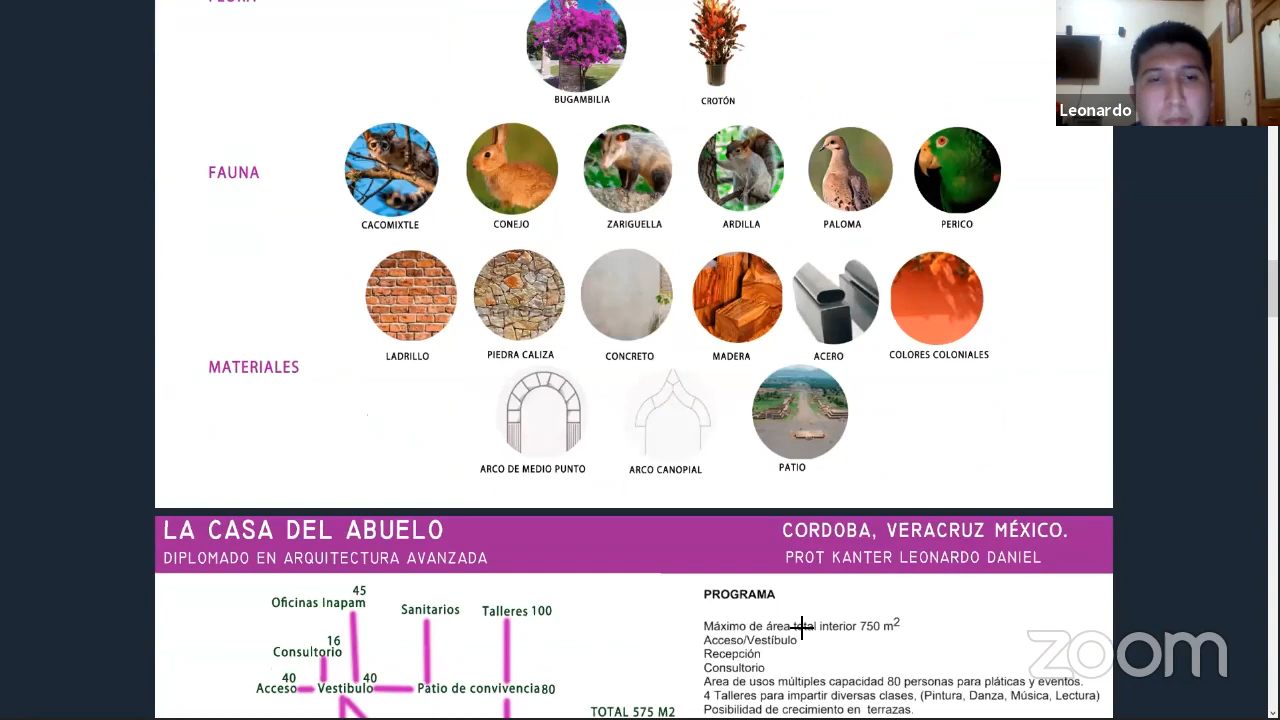 BUGAMBILIA
CROTÓN
Leonardo
FAUNA
CACOMIXTLE
CONEJO
ZARIGUELLA
ARDILLA
PALOMA
PERICO
LADRILLO
PIEDRA CALIZA
CONCRETO
MADERA
ACERO
COLORES COLONIALES
MATERIALES
ARCO DE MEDIO PUNTO
ARCO CANOPIAL
PATIO
LA CASA DEL ABUELO
DIPLOMADO EN ARQUITECTURA AVANZADA
CORDOBA, VERACRUZ MÉXICO.
PROT KANTER LEONARDO DANIEL
45
Oficinas Inapam
Sanitarios
Talleres 100
16
Consultorio
40
Acceso
Vestibulo
40
Patio de convivencia 80
TOTAL 575 M2
PROGRAMA
Máximo de área total interior 750 m2
Acceso/Vestíbulo
Recepción
Consultorio
Area de usos múltiples capacidad 80 personas para pláticas y eventos.
4 Talleres para impartir diversas clases, (Pintura, Danza, Música, Lectura)
Posibilidad de crecimiento en terrazas.
zoom